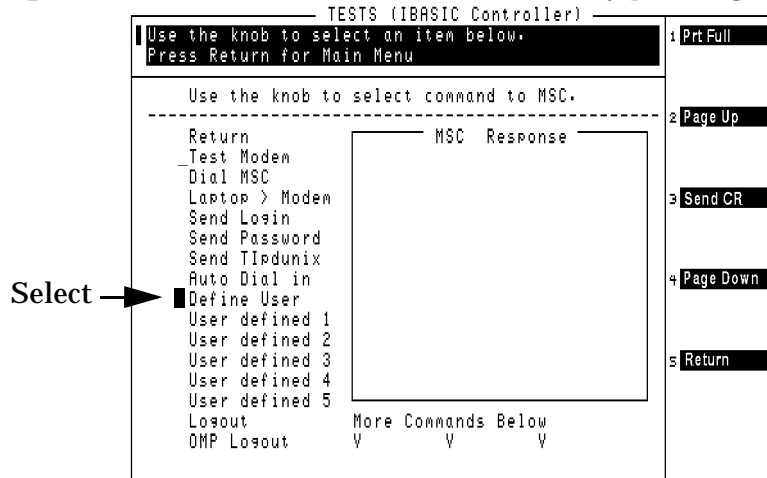 TESTS (IBASIC Controller)
Use the knob to select an item below.
Press Return for Main Menu
Use the knob to select command to MSC.
Return
_Test Modem
Dial MSC
Laptop > Modem
Send Login
Send Password
Send TIpdunix
Auto Dial in
Define User
User defined 1
User defined 2
User defined 3
User defined 4
User defined 5
Logout
OMP Logout
MSC Response
More Commands Below
V V V
Select
1 Prt Full
2 Page Up
3 Send CR
4 Page Down
5 Return